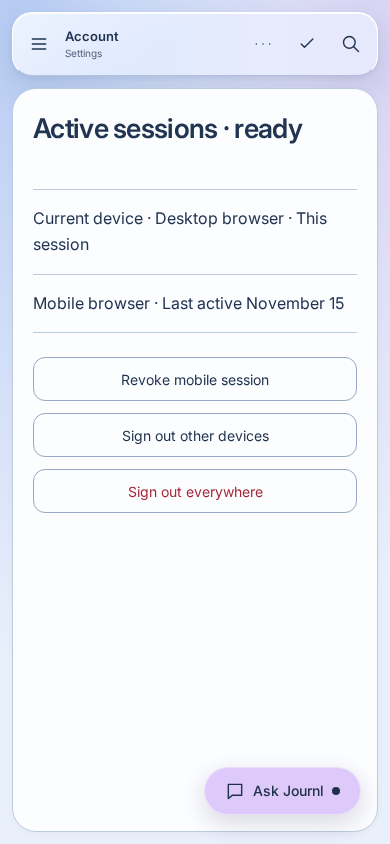 Account
Settings
Active sessions · ready
Current device · Desktop browser · This
session
Mobile browser · Last active November 15
Revoke mobile session
Sign out other devices
Sign out everywhere
Ask Journl